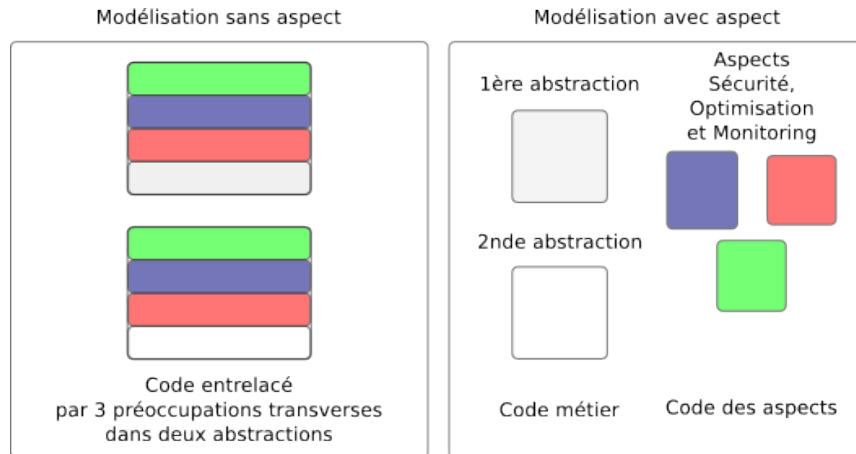 Modélisation sans aspect
Code entrelacé
par 3 préoccupations transverses
dans deux abstractions
Modélisation avec aspect
1ère abstraction
2nde abstraction
Code métier
Aspects
Sécurité,
Optimisation
et Monitoring
Code des aspects